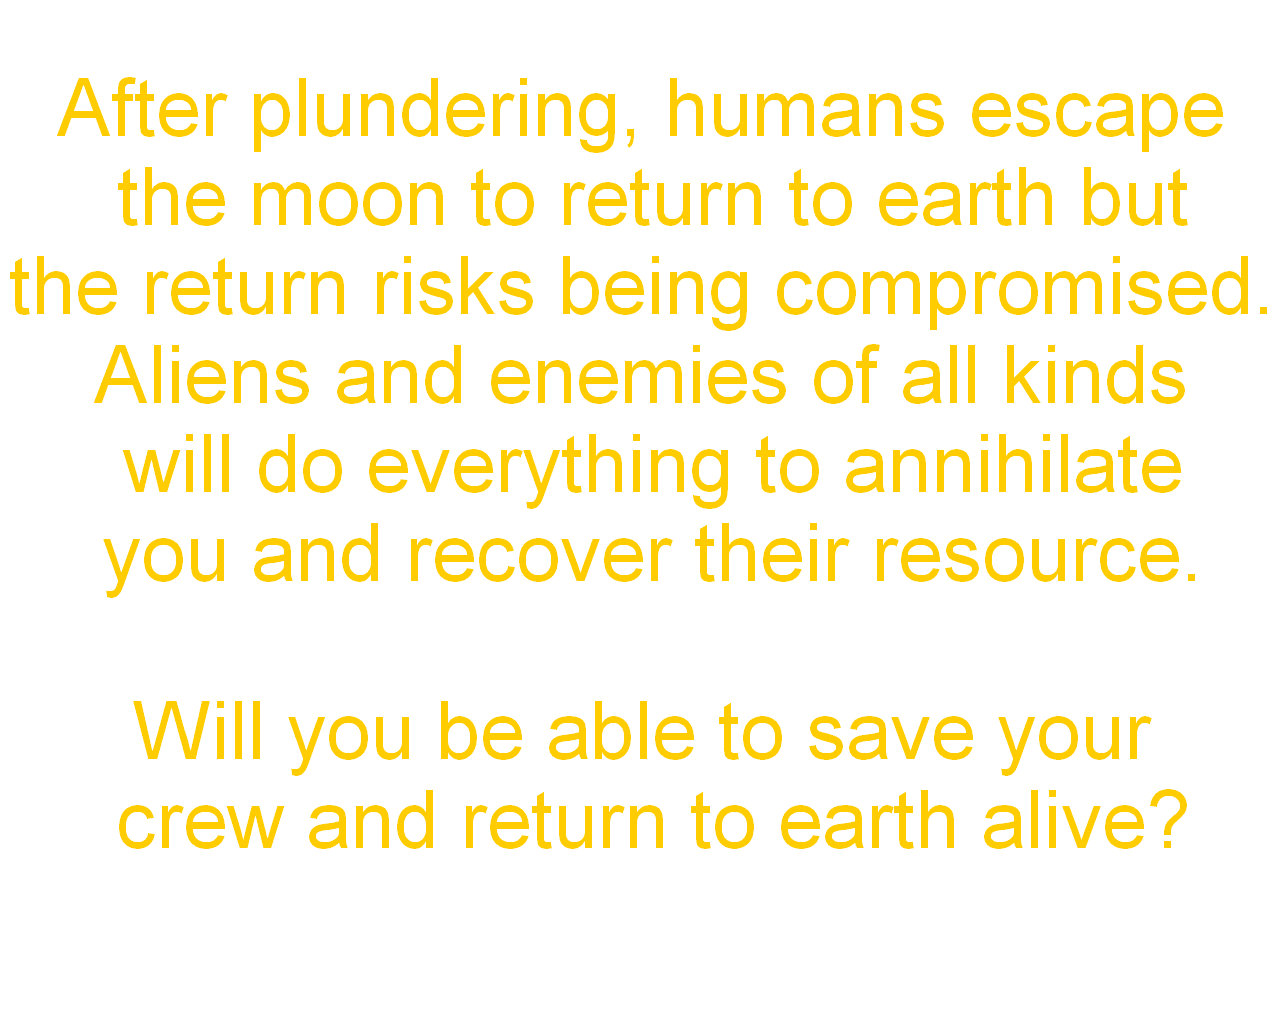 After plundering, humans escape
the moon to return to earth but
the return risks being compromised.
Aliens and enemies of all kinds
will do everything to annihilate
you and recover their resource.
Will you be able to save your
crew and return to earth alive?